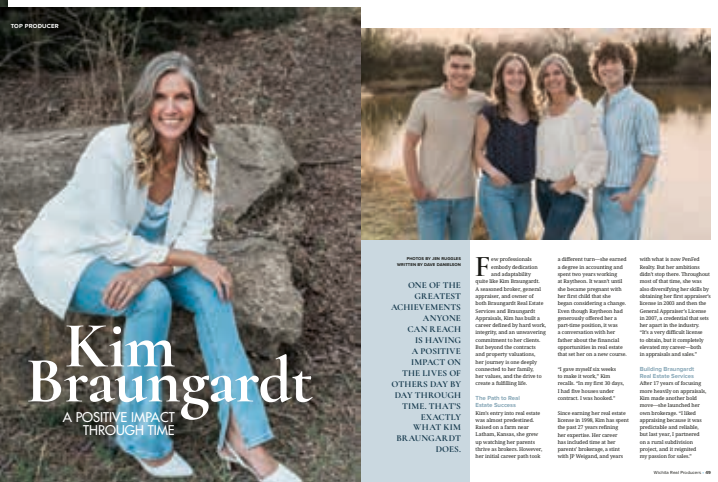 TOP PRODUCER
Kim
Braungardt
A POSITIVE IMPACT
THROUGH TIME
PHOTOS BY JEN RUGGLES
WRITTEN BY DAVE DANIELSON
ONE OF THE
GREATEST
ACHIEVEMENTS
ANYONE
CAN REACH
IS HAVING
A POSITIVE
IMPACT ON
THE LIVES OF
OTHERS DAY BY
DAY THROUGH
TIME. THAT'S
EXACTLY
WHAT KIM
BRAUNGARDT
DOES.
Few professionals
embody dedication
and adaptability
quite like Kim Braungardt.
A seasoned broker, general
appraiser, and owner of
both Braungardt Real Estate
Services and Braungardt
Appraisals, Kim has built a
career defined by hard work,
integrity, and an unwavering
commitment to her clients.
But beyond the contracts
and property valuations,
her journey is one deeply
connected to her family,
her values, and the drive to
create a fulfilling life.
The Path to Real
Estate Success
Kim's entry into real estate
was almost predestined.
Raised on a farm near
Latham, Kansas, she grew
up watching her parents
thrive as brokers. However,
her initial career path took
a different turn—she earned
a degree in accounting and
spent two years working
at Raytheon. It wasn't until
she became pregnant with
her first child that she
began considering a change.
Even though Raytheon had
generously offered her a
part-time position, it was
a conversation with her
father about the financial
opportunities in real estate
that set her on a new course.
"I gave myself six weeks
to make it work," Kim
recalls. "In my first 30 days,
I had five houses under
contract. I was hooked."
Since earning her real estate
license in 1998, Kim has spent
the past 27 years refining
her expertise. Her career
has included time at her
parents' brokerage, a stint
with JP Weigand, and years
with what is now PenFed
Realty. But her ambitions
didn't stop there. Throughout
most of that time, she was
also diversifying her skills by
obtaining her first appraiser's
license in 2003 and then the
General Appraiser's License
in 2007, a credential that sets
her apart in the industry.
"It's a very difficult license
to obtain, but it completely
elevated my career—both
in appraisals and sales."
Building Braungardt
Real Estate Services
After 17 years of focusing
more heavily on appraisals,
Kim made another bold
move—she launched her
own brokerage. "I liked
appraising because it was
predictable and reliable,
but last year, I partnered
on a rural subdivision
project, and it reignited
my passion for sales."
Wichita Real Producers · 49